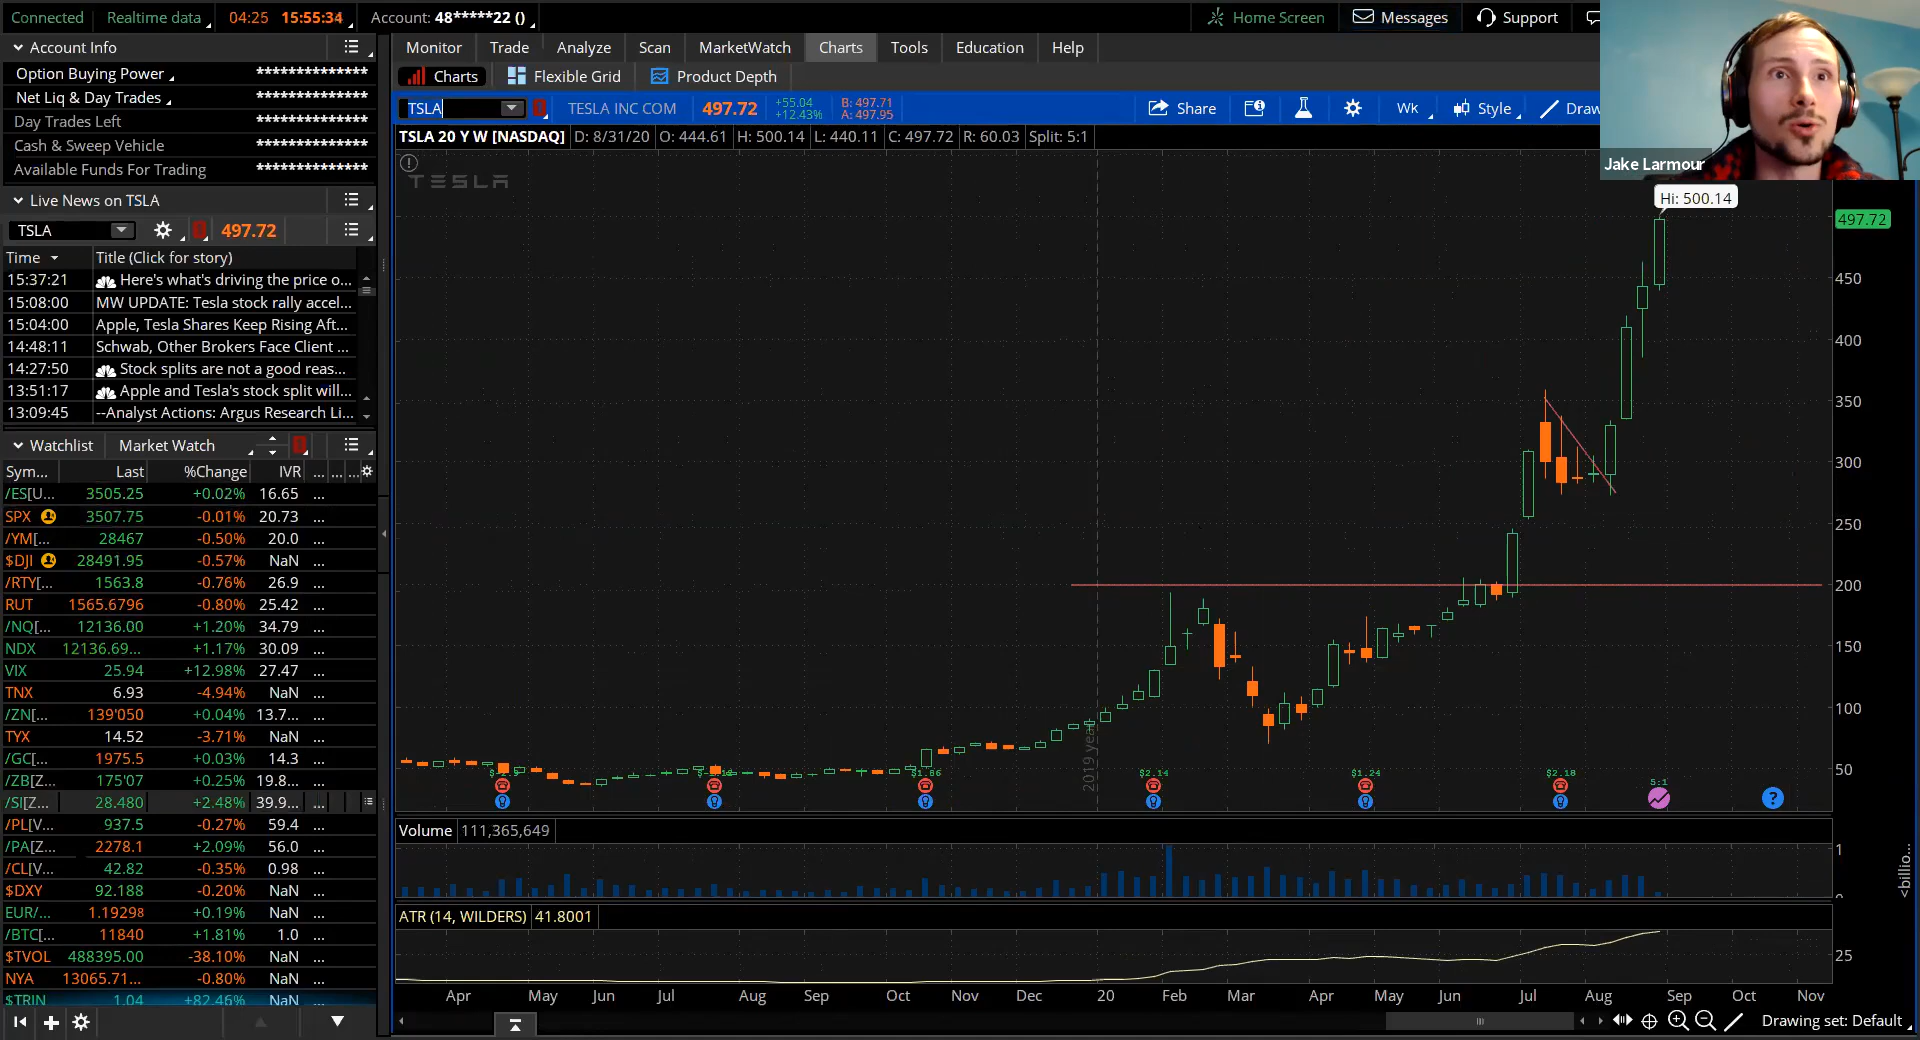 Connected Realtime data 04:25 15:55:34 Account: 48*****22 () Home Screen Messages Support
Account Info
Option Buying Power **************
Net Liq & Day Trades **************
Day Trades Left **************
Cash & Sweep Vehicle **************
Available Funds For Trading **************
Live News on TSLA
TSLA 497.72
Time Title (Click for story)
15:37:21 Here's what's driving the price o...
15:08:00 MW UPDATE: Tesla stock rally accel...
15:04:00 Apple, Tesla Shares Keep Rising Aft...
14:48:11 Schwab, Other Brokers Face Client ...
14:27:50 Stock splits are not a good reas...
13:51:17 Apple and Tesla's stock split will...
13:09:45 --Analyst Actions: Argus Research Li...
Watchlist Market Watch
Sym... Last %Change IVR ... ... ...
/ES[U... 3505.25 +0.02% 16.65 ...
SPX 3507.75 -0.01% 20.73 ...
/YM[... 28467 -0.50% 20.0 ...
$DJI 28491.95 -0.57% NaN ...
/RTY[... 1563.8 -0.76% 26.9 ...
RUT 1565.6796 -0.80% 25.42 ...
/NQ[... 12136.00 +1.20% 34.79 ...
NDX 12136.69... +1.17% 30.09 ...
VIX 25.94 +12.98% 27.47 ...
TNX 6.93 -4.94% NaN ...
/ZN[... 139'050 +0.04% 13.7... ...
TYX 14.52 -3.71% NaN ...
/GC[... 1975.5 +0.03% 14.3 ...
/ZB[Z... 175'07 +0.25% 19.8... ...
/SI[Z... 28.480 +2.48% 39.9... ...
/PL[V... 937.5 -0.27% 59.4 ...
/PA[Z... 2278.1 +2.09% 56.0 ...
/CL[V... 42.82 -0.35% 0.98 ...
$DXY 92.188 -0.20% NaN ...
EUR/... 1.19298 +0.19% NaN ...
/BTC[... 11840 +1.81% 1.0 ...
$TVOL 488395.00 -38.10% NaN ...
NYA 13065.71... -0.80% NaN ...
$TRIN 1.04 +82.46% NaN ...
Monitor Trade Analyze Scan MarketWatch Charts Tools Education Help
Charts Flexible Grid Product Depth
TSLA TESLA INC COM 497.72 +55.04 +12.43% B: 497.71 A: 497.95 Share Wk Style Draw
TSLA 20 Y W [NASDAQ] D: 8/31/20 O: 444.61 H: 500.14 L: 440.11 C: 497.72 R: 60.03 Split: 5:1
TESLA
Jake Larmour
Hi: 500.14
497.72
450
400
350
300
250
200
150
100
50
2019 year
$1.86 $2.14 $1.24 $2.18 5:1
?
Volume 111,365,649
1
0
<billio...
ATR (14, WILDERS) 41.8001
25
Apr May Jun Jul Aug Sep Oct Nov Dec 20 Feb Mar Apr May Jun Jul Aug Sep Oct Nov
Drawing set: Default